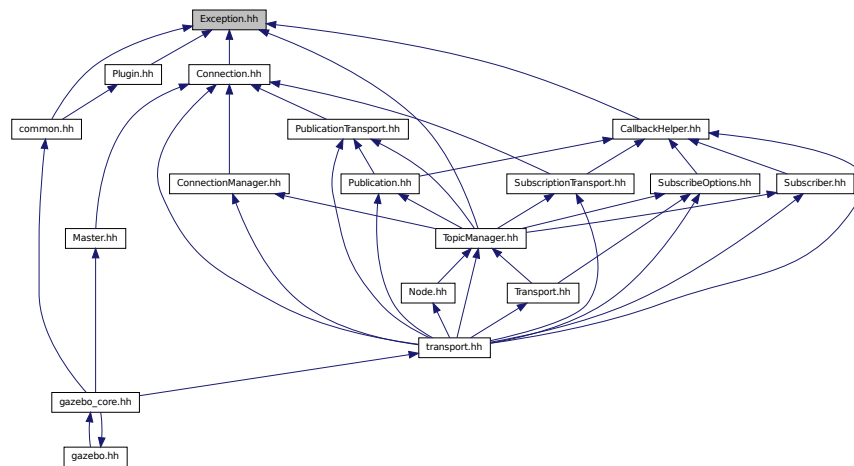 Exception.hh
Plugin.hh
Connection.hh
common.hh
PublicationTransport.hh
CallbackHelper.hh
ConnectionManager.hh
Publication.hh
SubscriptionTransport.hh
SubscribeOptions.hh
Subscriber.hh
Master.hh
TopicManager.hh
Node.hh
Transport.hh
transport.hh
gazebo_core.hh
gazebo.hh